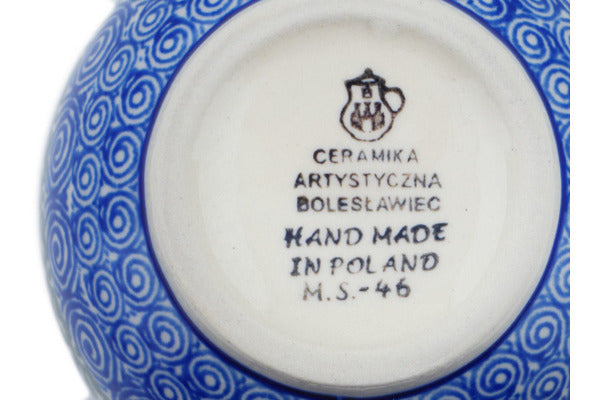 CERAMIKA
ARTYSTYCZNA
BOLESŁAWIEC
HAND MADE
IN POLAND
M.S.-46